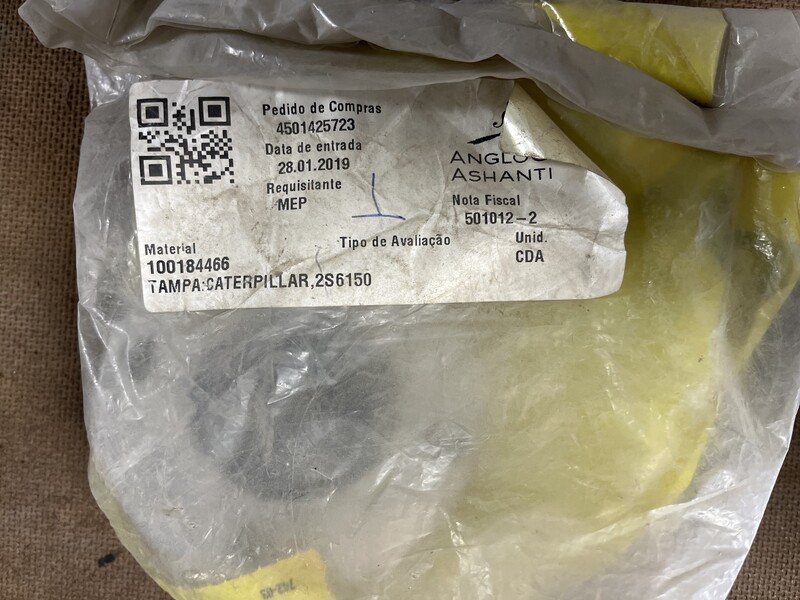 Pedido de Compras
4501425723
Data de entrada
28.01.2019
Requisitante
MEP
ANGLOG
ASHANTI
Nota Fiscal
501012-2
Tipo de Avaliação
Unid.
CDA
Material
100184466
TAMPA:CATERPILLAR,2S6150